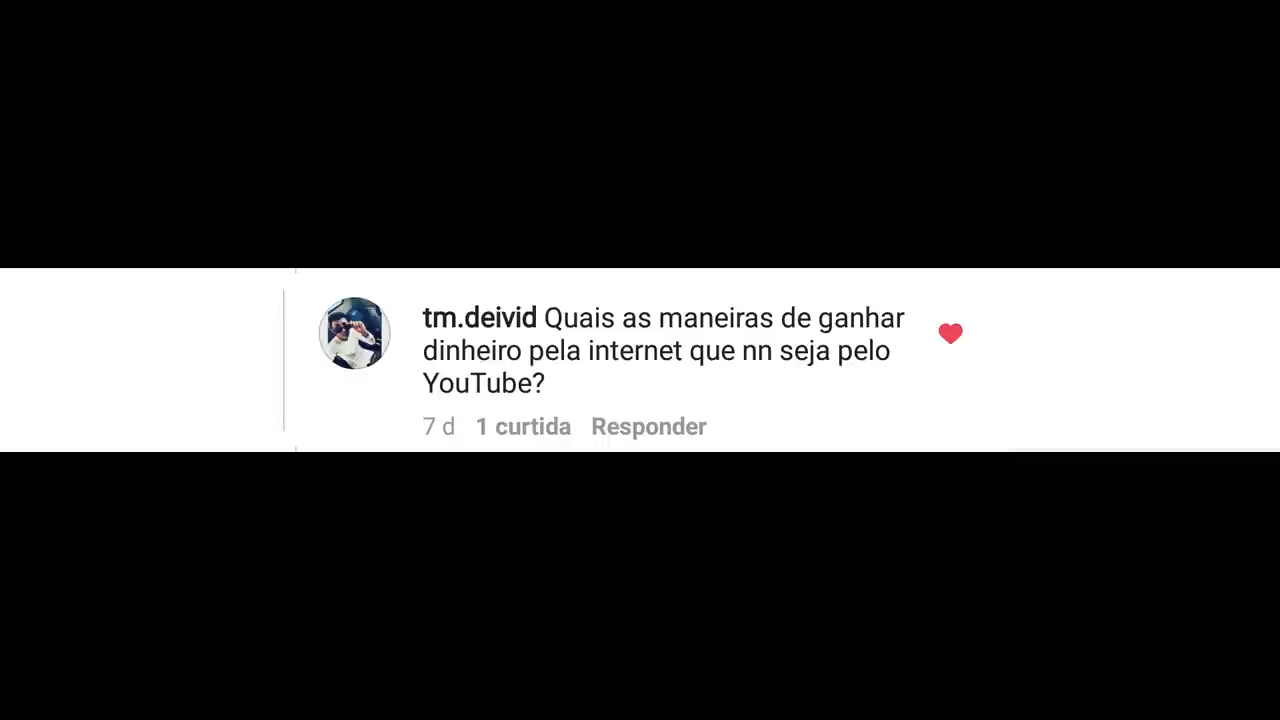 tm.deivid Quais as maneiras de ganhar
dinheiro pela internet que nn seja pelo
YouTube?
7 d 1 curtida Responder